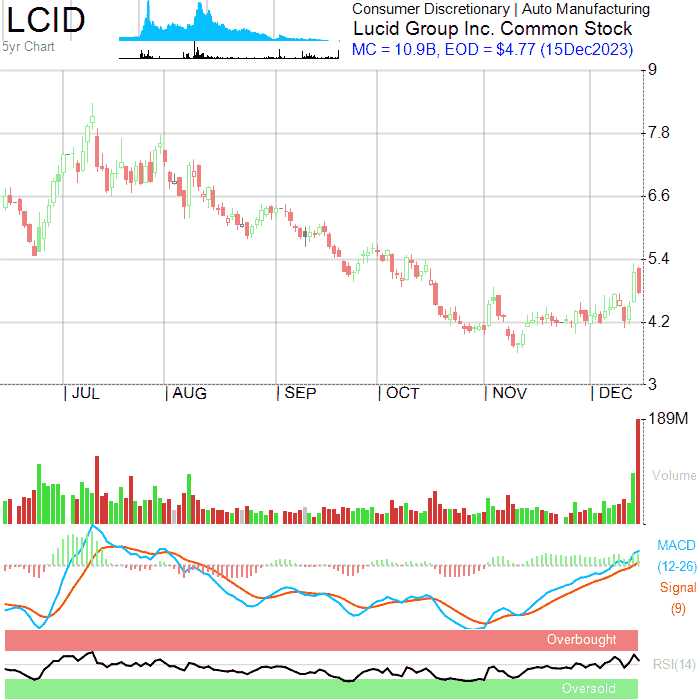 LCID
5yr Chart
Consumer Discretionary | Auto Manufacturing
Lucid Group Inc. Common Stock
MC = 10.9B, EOD = $4.77 (15Dec2023)
9
7.8
6.6
5.4
4.2
3
| JUL | AUG | SEP | OCT | NOV | DEC
189M
Volume
MACD
(12-26)
Signal
(9)
Overbought
RSI(14)
Oversold